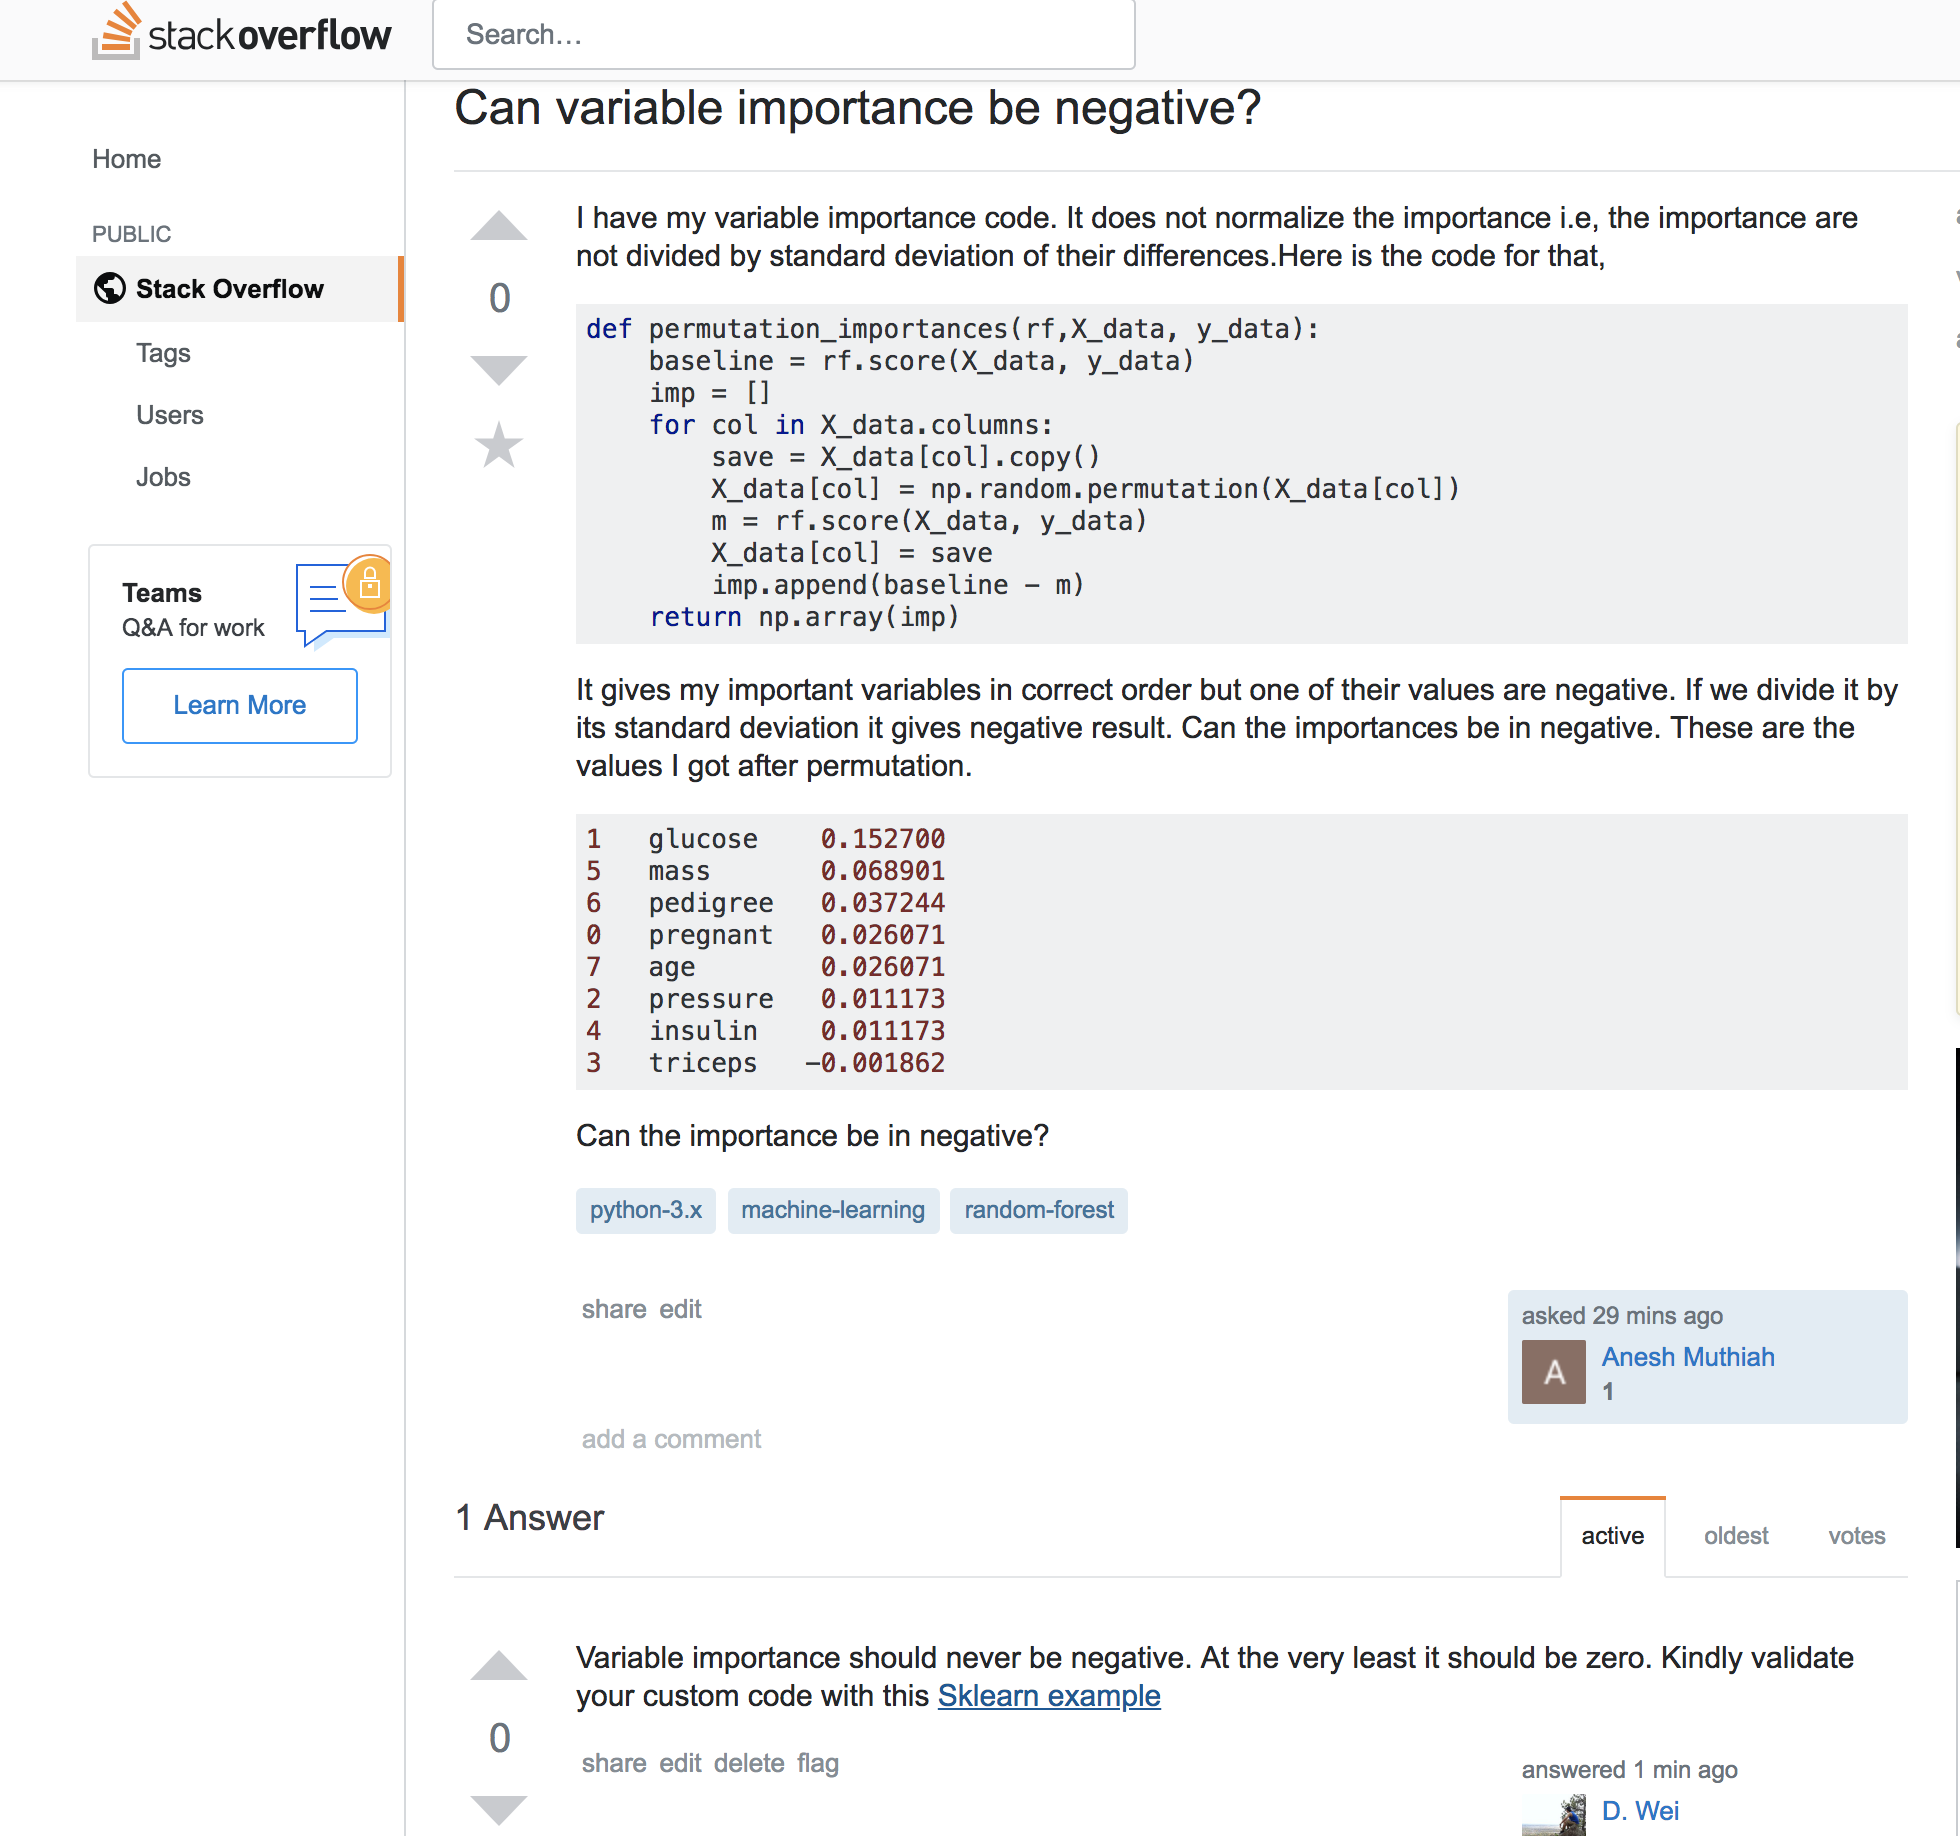 stackoverflow
Search…
Home
PUBLIC
Stack Overflow
Tags
Users
Jobs
Teams
Q&A for work
Learn More
Can variable importance be negative?
0
I have my variable importance code. It does not normalize the importance i.e, the importance are
not divided by standard deviation of their differences.Here is the code for that,
def permutation_importances(rf,X_data, y_data):
    baseline = rf.score(X_data, y_data)
    imp = []
    for col in X_data.columns:
        save = X_data[col].copy()
        X_data[col] = np.random.permutation(X_data[col])
        m = rf.score(X_data, y_data)
        X_data[col] = save
        imp.append(baseline - m)
    return np.array(imp)
It gives my important variables in correct order but one of their values are negative. If we divide it by
its standard deviation it gives negative result. Can the importances be in negative. These are the
values I got after permutation.
1   glucose    0.152700
5   mass       0.068901
6   pedigree   0.037244
0   pregnant   0.026071
7   age        0.026071
2   pressure   0.011173
4   insulin    0.011173
3   triceps   -0.001862
Can the importance be in negative?
python-3.x machine-learning random-forest
share edit
asked 29 mins ago
A
Anesh Muthiah
1
add a comment
1 Answer
active oldest votes
0
Variable importance should never be negative. At the very least it should be zero. Kindly validate
your custom code with this Sklearn example
share edit delete flag
answered 1 min ago
D. Wei